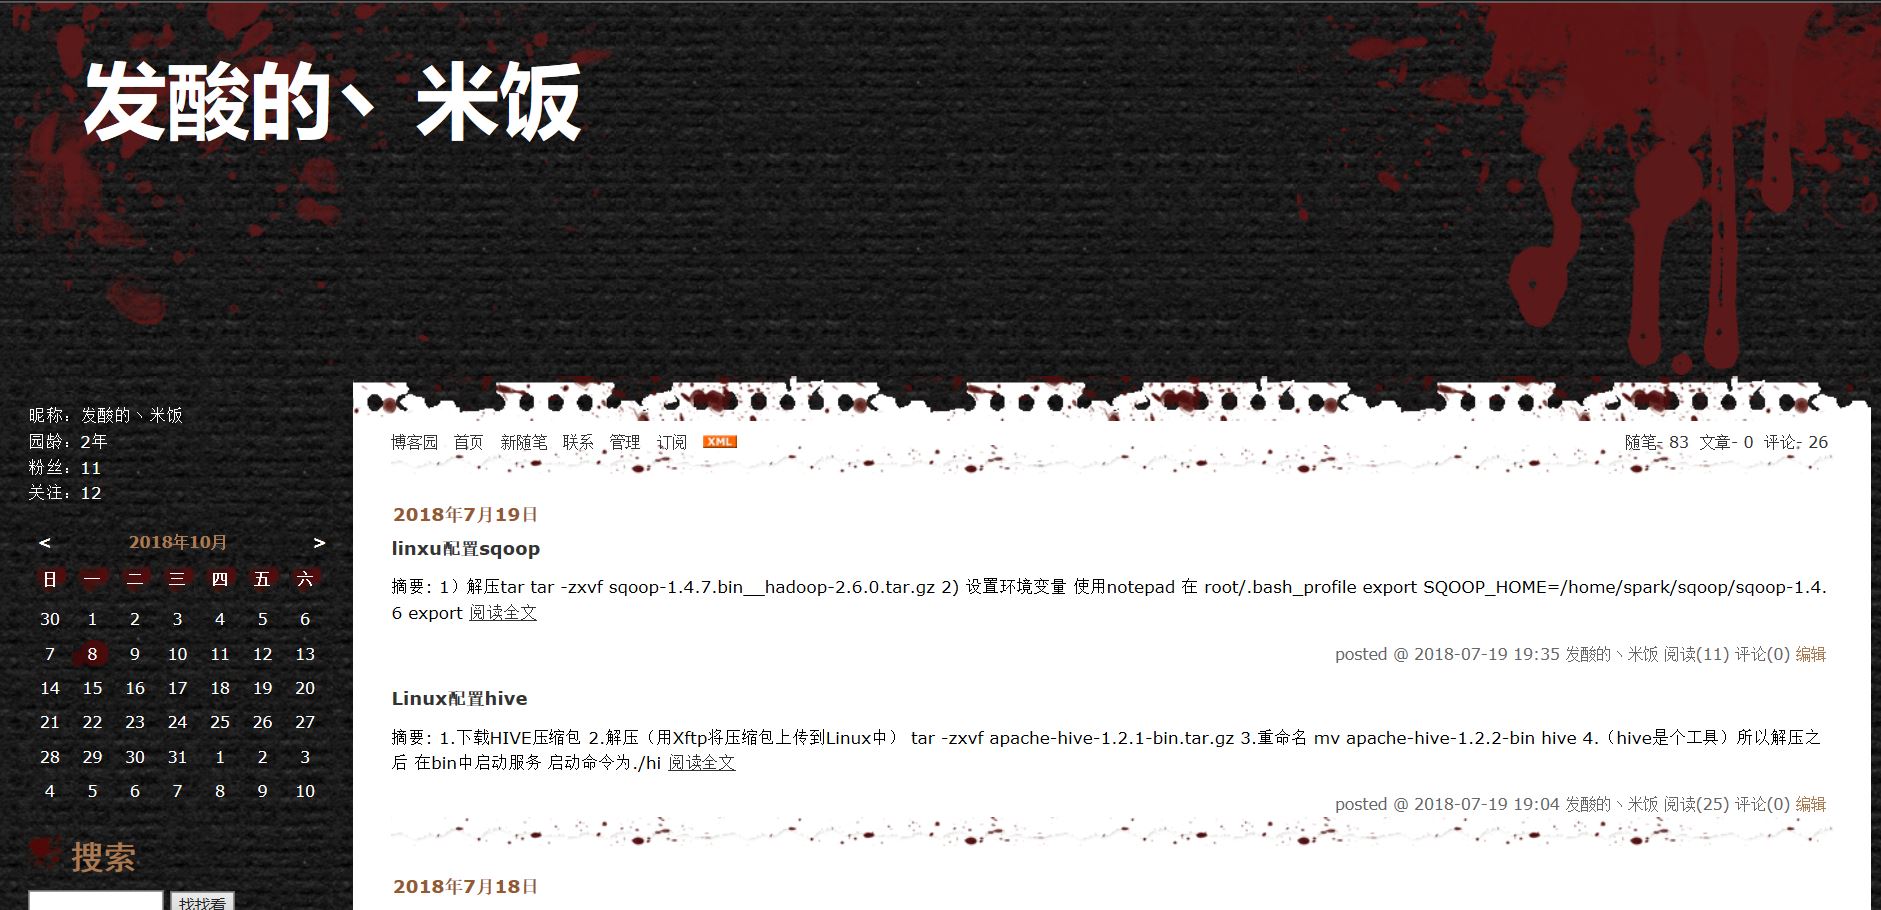 发酸的丶米饭
昵称：发酸的丶米饭
园龄：2年
粉丝：11
关注：12
< 2018年10月 >
日 一 二 三 四 五 六
30 1 2 3 4 5 6
7 8 9 10 11 12 13
14 15 16 17 18 19 20
21 22 23 24 25 26 27
28 29 30 31 1 2 3
4 5 6 7 8 9 10
搜索
找找看
博客园 首页 新随笔 联系 管理 订阅 XML
随笔- 83 文章- 0 评论- 26
2018年7月19日
linxu配置sqoop
摘要: 1）解压tar tar -zxvf sqoop-1.4.7.bin__hadoop-2.6.0.tar.gz 2) 设置环境变量 使用notepad 在 root/.bash_profile export SQOOP_HOME=/home/spark/sqoop/sqoop-1.4.
6 export 阅读全文
posted @ 2018-07-19 19:35 发酸的丶米饭 阅读(11) 评论(0) 编辑
Linux配置hive
摘要: 1.下载HIVE压缩包 2.解压（用Xftp将压缩包上传到Linux中） tar -zxvf apache-hive-1.2.1-bin.tar.gz 3.重命名 mv apache-hive-1.2.2-bin hive 4.（hive是个工具）所以解压之
后 在bin中启动服务 启动命令为./hi 阅读全文
posted @ 2018-07-19 19:04 发酸的丶米饭 阅读(25) 评论(0) 编辑
2018年7月18日